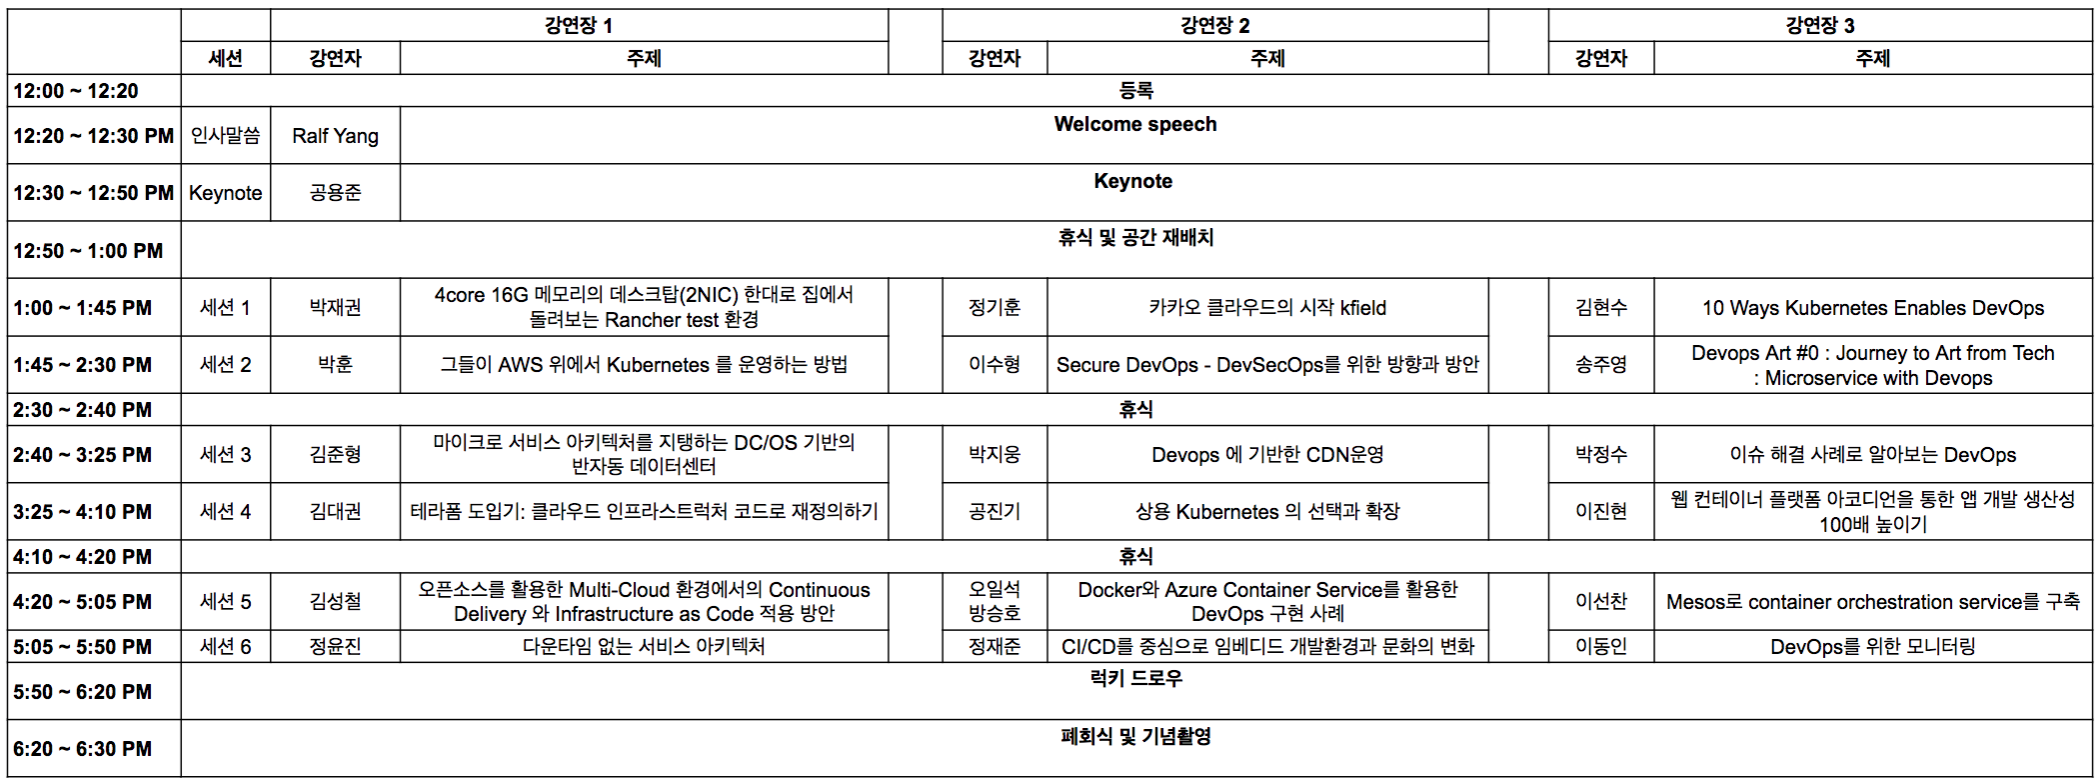 강연장 1 강연장 2 강연장 3
세션 강연자 주제 강연자 주제 강연자 주제
12:00 ~ 12:20 등록
12:20 ~ 12:30 PM 인사말씀 Ralf Yang Welcome speech
12:30 ~ 12:50 PM Keynote 공용준 Keynote
12:50 ~ 1:00 PM 휴식 및 공간 재배치
1:00 ~ 1:45 PM 세션 1 박재권
4core 16G 메모리의 데스크탑(2NIC) 한대로 집에서
돌려보는 Rancher test 환경
정기훈 카카오 클라우드의 시작 kfield
김현수 10 Ways Kubernetes Enables DevOps
1:45 ~ 2:30 PM 세션 2 박훈 그들이 AWS 위에서 Kubernetes 를 운영하는 방법
이수형 Secure DevOps - DevSecOps를 위한 방향과 방안
송주영
Devops Art #0 : Journey to Art from Tech
: Microservice with Devops
2:30 ~ 2:40 PM 휴식
2:40 ~ 3:25 PM 세션 3 김준형
마이크로 서비스 아키텍처를 지탱하는 DC/OS 기반의
반자동 데이터센터
박지웅 Devops 에 기반한 CDN운영
박정수 이슈 해결 사례로 알아보는 DevOps
3:25 ~ 4:10 PM 세션 4 김대권 테라폼 도입기: 클라우드 인프라스트럭처 코드로 재정의하기
공진기 상용 Kubernetes 의 선택과 확장
이진현
웹 컨테이너 플랫폼 아코디언을 통한 앱 개발 생산성
100배 높이기
4:10 ~ 4:20 PM 휴식
4:20 ~ 5:05 PM 세션 5 김성철
오픈소스를 활용한 Multi-Cloud 환경에서의 Continuous
Delivery 와 Infrastructure as Code 적용 방안
오일석
방승호
Docker와 Azure Container Service를 활용한
DevOps 구현 사례
이선찬 Mesos로 container orchestration service를 구축
5:05 ~ 5:50 PM 세션 6 정윤진 다운타임 없는 서비스 아키텍처
정재준 CI/CD를 중심으로 임베디드 개발환경과 문화의 변화
이동인 DevOps를 위한 모니터링
5:50 ~ 6:20 PM 럭키 드로우
6:20 ~ 6:30 PM 폐회식 및 기념촬영